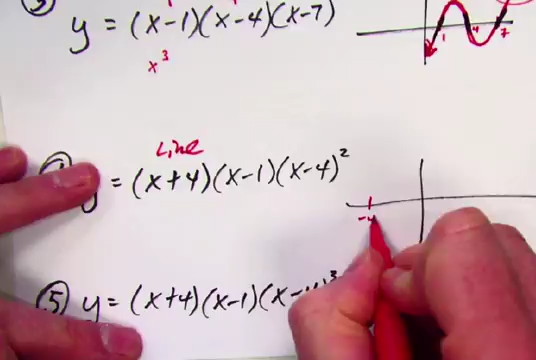 y = (x-1)(x-4)(x-7)
x³
1 4 7
Line
= (x+4)(x-1)(x-4)²
-4
⑤ y = (x+4)(x-1)(x-